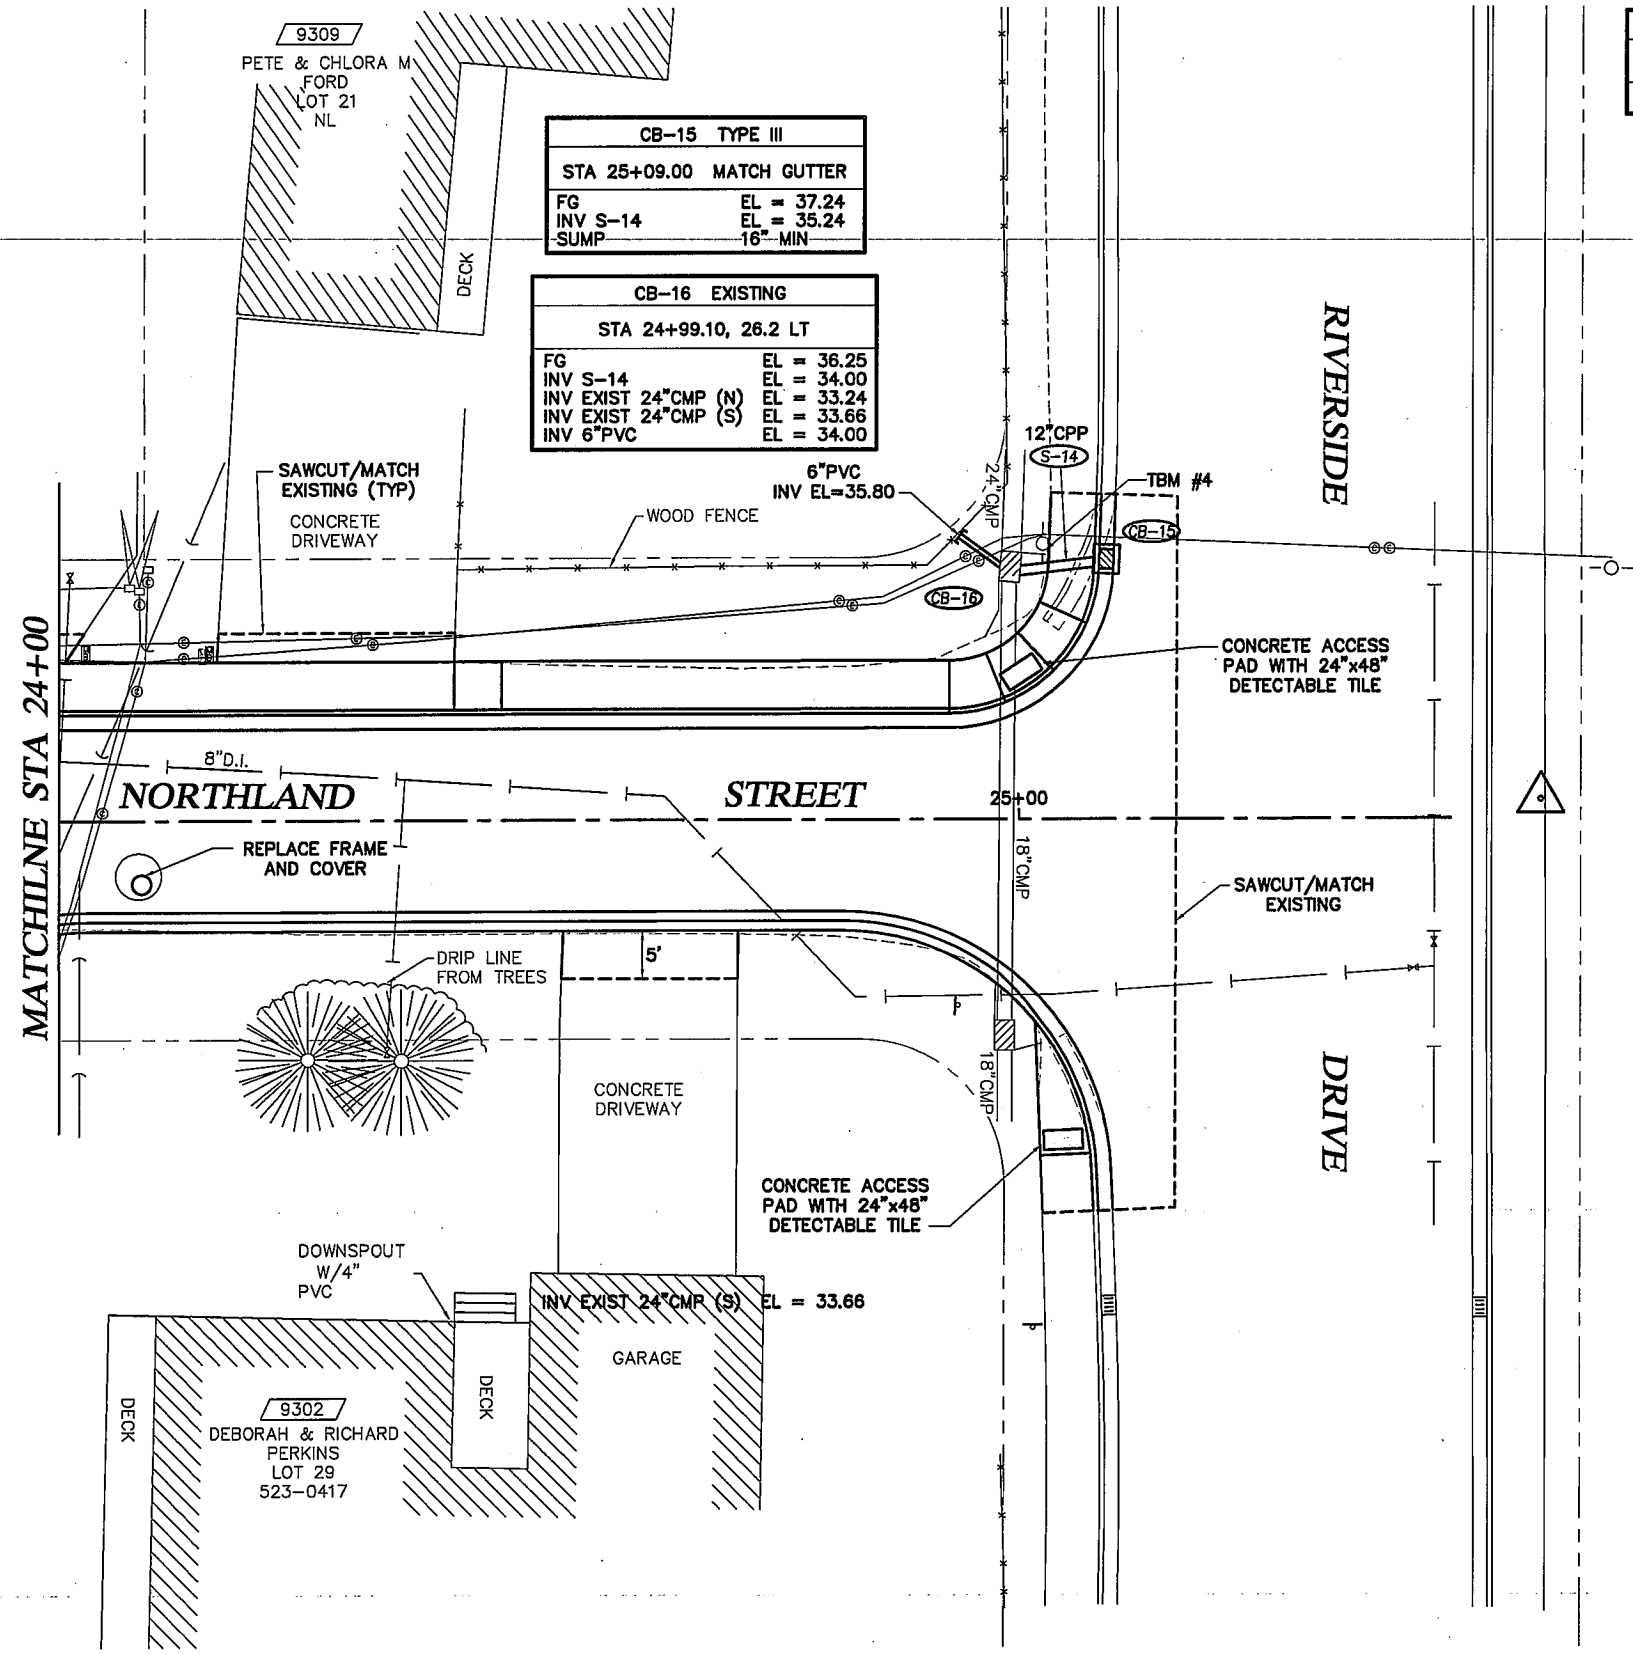 9309
PETE & CHLORA M
FORD
LOT 21
NL
DECK
CB-15 TYPE III
STA 25+09.00 MATCH GUTTER
FG EL = 37.24
INV S-14 EL = 35.24
SUMP 16" MIN
CB-16 EXISTING
STA 24+99.10, 26.2 LT
FG EL = 36.25
INV S-14 EL = 34.00
INV EXIST 24"CMP (N) EL = 33.24
INV EXIST 24"CMP (S) EL = 33.66
INV 6"PVC EL = 34.00
RIVERSIDE
12"CPP
S-14
TBM #4
6"PVC
INV EL=35.80
24"CMP
CB-15
SAWCUT/MATCH
EXISTING (TYP)
CONCRETE
DRIVEWAY
WOOD FENCE
CB-16
CONCRETE ACCESS
PAD WITH 24"x48"
DETECTABLE TILE
MATCHILNE STA 24+00
8"D.I.
NORTHLAND STREET
25+00
REPLACE FRAME
AND COVER
18"CMP
SAWCUT/MATCH
EXISTING
DRIP LINE
FROM TREES
5'
18"CMP
CONCRETE
DRIVEWAY
DRIVE
CONCRETE ACCESS
PAD WITH 24"x48"
DETECTABLE TILE
DOWNSPOUT
W/4"
PVC
INV EXIST 24"CMP (S) EL = 33.66
GARAGE
DECK
DECK
9302
DEBORAH & RICHARD
PERKINS
LOT 29
523-0417